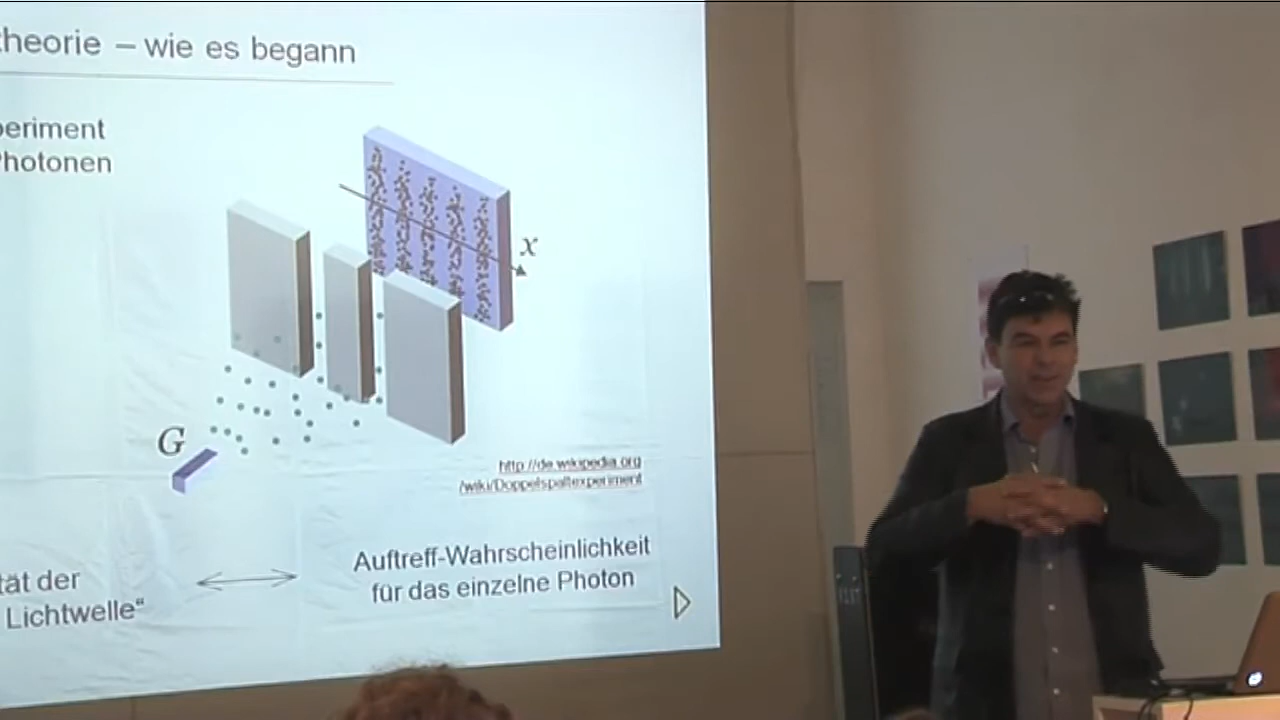 theorie – wie es begann
periment
Photonen
x
G
http://de.wikipedia.org
/wiki/Doppelspaltexperiment
Auftreff-Wahrscheinlichkeit
für das einzelne Photon
tät der
Lichtwelle“